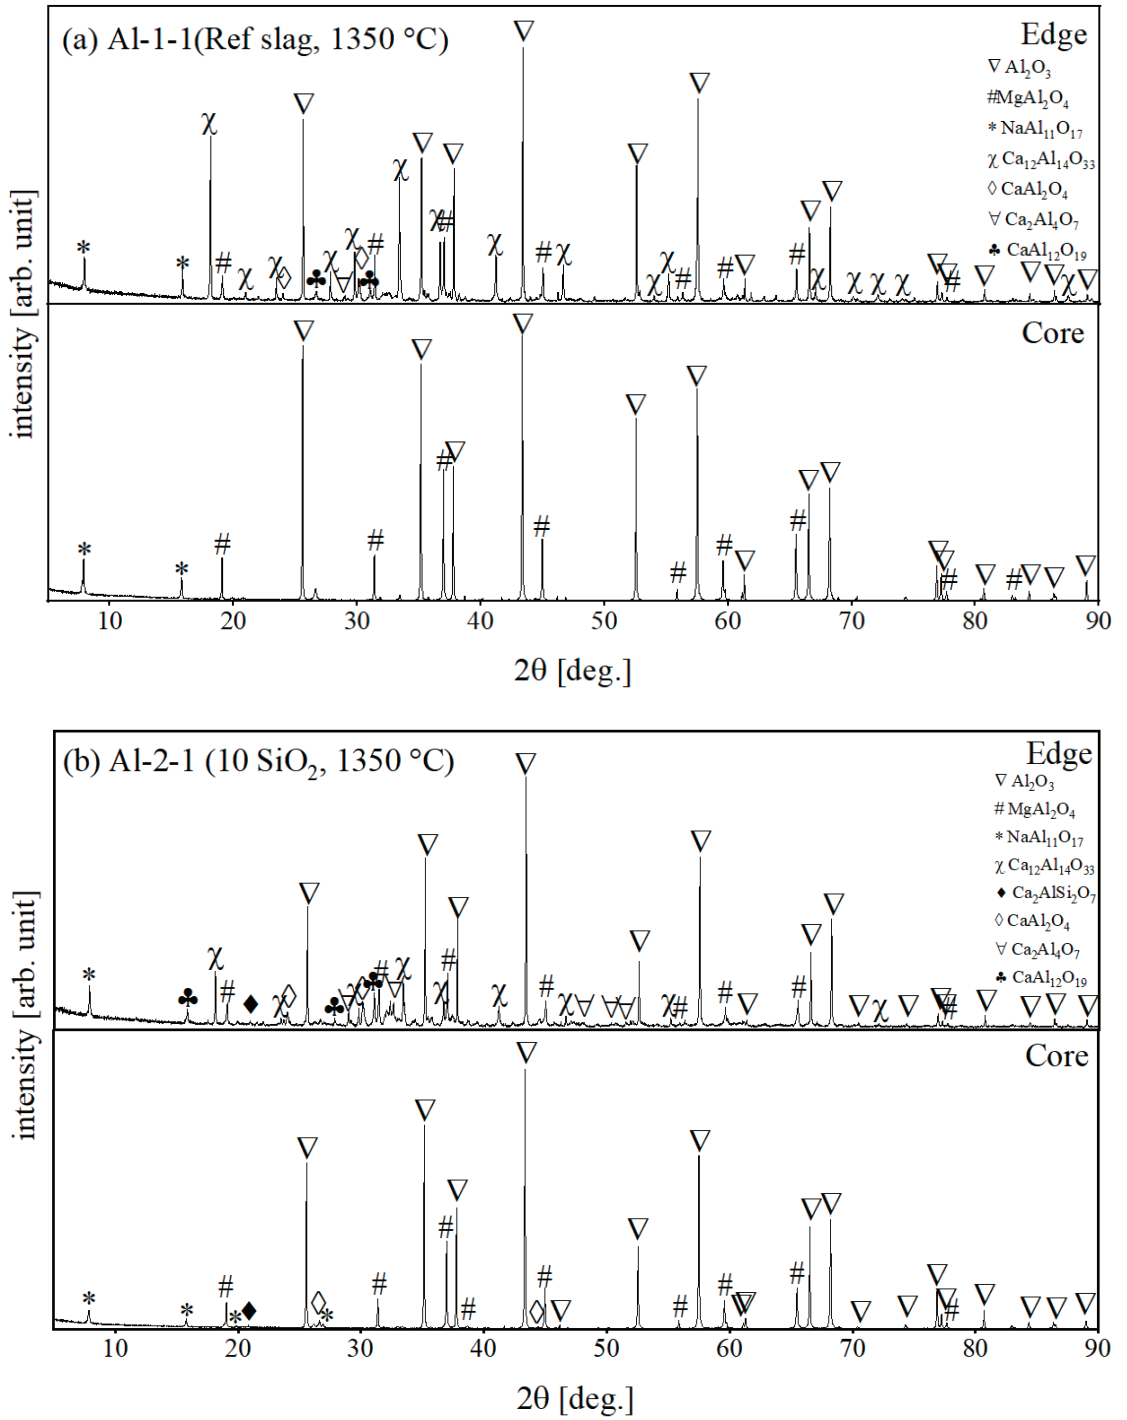 (a) Al-1-1(Ref slag, 1350 °C)
Edge
∇ Al₂O₃
#MgAl₂O₄
* NaAl₁₁O₁₇
χ Ca₁₂Al₁₄O₃₃
◊ CaAl₂O₄
∀ Ca₂Al₄O₇
♣ CaAl₁₂O₁₉
Core
intensity [arb. unit]
10 20 30 40 50 60 70 80 90
2θ [deg.]
(b) Al-2-1 (10 SiO₂, 1350 °C)
Edge
∇ Al₂O₃
# MgAl₂O₄
* NaAl₁₁O₁₇
χ Ca₁₂Al₁₄O₃₃
♦ Ca₂AlSi₂O₇
◊ CaAl₂O₄
∀ Ca₂Al₄O₇
♣ CaAl₁₂O₁₉
Core
intensity [arb. unit]
10 20 30 40 50 60 70 80 90
2θ [deg.]